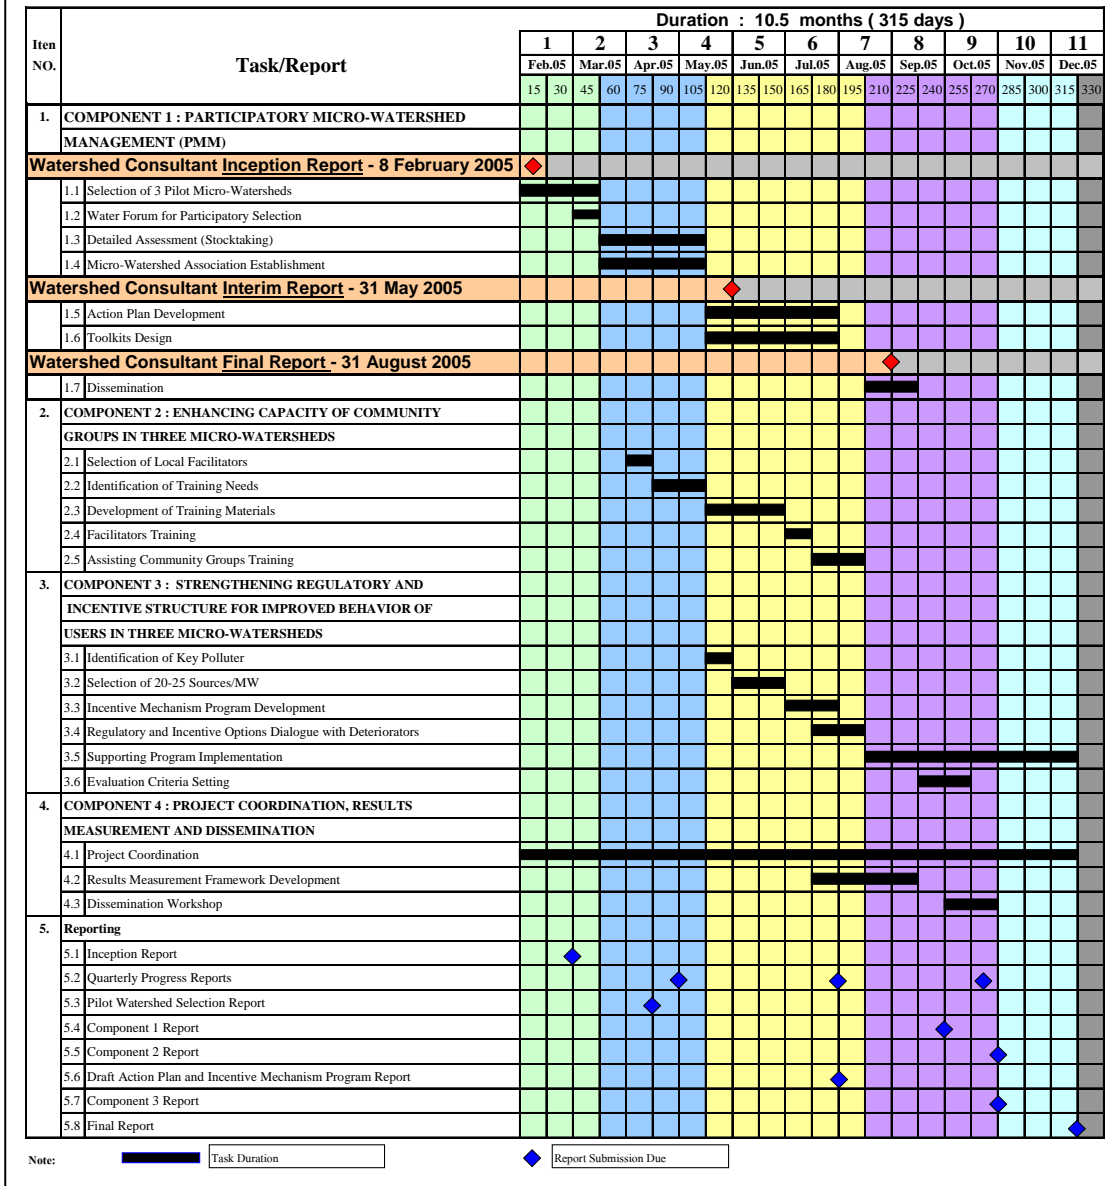 Duration : 10.5 months ( 315 days )
Iten NO.
Task/Report
1 2 3 4 5 6 7 8 9 10 11
Feb.05 Mar.05 Apr.05 May.05 Jun.05 Jul.05 Aug.05 Sep.05 Oct.05 Nov.05 Dec.05
15 30 45 60 75 90 105 120 135 150 165 180 195 210 225 240 255 270 285 300 315 330
1. COMPONENT 1 : PARTICIPATORY MICRO-WATERSHED
MANAGEMENT (PMM)
Watershed Consultant Inception Report - 8 February 2005
1.1 Selection of 3 Pilot Micro-Watersheds
1.2 Water Forum for Participatory Selection
1.3 Detailed Assessment (Stocktaking)
1.4 Micro-Watershed Association Establishment
Watershed Consultant Interim Report - 31 May 2005
1.5 Action Plan Development
1.6 Toolkits Design
Watershed Consultant Final Report - 31 August 2005
1.7 Dissemination
2. COMPONENT 2 : ENHANCING CAPACITY OF COMMUNITY
GROUPS IN THREE MICRO-WATERSHEDS
2.1 Selection of Local Facilitators
2.2 Identification of Training Needs
2.3 Development of Training Materials
2.4 Facilitators Training
2.5 Assisting Community Groups Training
3. COMPONENT 3 : STRENGTHENING REGULATORY AND
INCENTIVE STRUCTURE FOR IMPROVED BEHAVIOR OF
USERS IN THREE MICRO-WATERSHEDS
3.1 Identification of Key Polluter
3.2 Selection of 20-25 Sources/MW
3.3 Incentive Mechanism Program Development
3.4 Regulatory and Incentive Options Dialogue with Deteriorators
3.5 Supporting Program Implementation
3.6 Evaluation Criteria Setting
4. COMPONENT 4 : PROJECT COORDINATION, RESULTS
MEASUREMENT AND DISSEMINATION
4.1 Project Coordination
4.2 Results Measurement Framework Development
4.3 Dissemination Workshop
5. Reporting
5.1 Inception Report
5.2 Quarterly Progress Reports
5.3 Pilot Watershed Selection Report
5.4 Component 1 Report
5.5 Component 2 Report
5.6 Draft Action Plan and Incentive Mechanism Program Report
5.7 Component 3 Report
5.8 Final Report
Note: Task Duration Report Submission Due